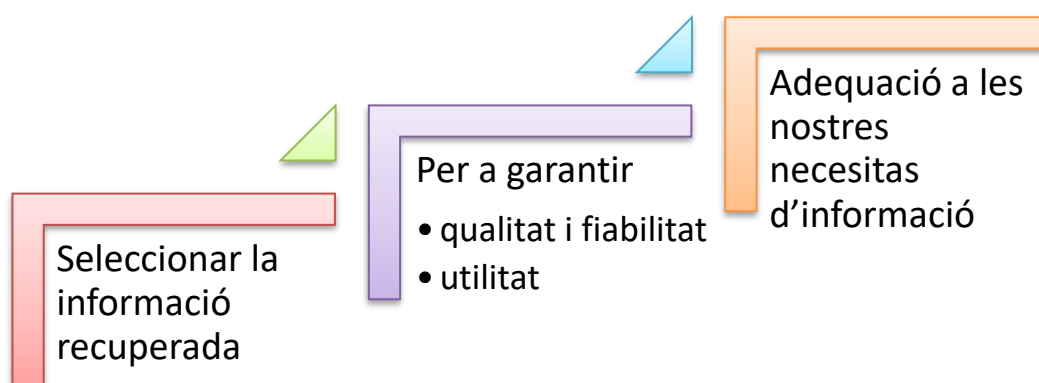 Seleccionar la
informació
recuperada
Per a garantir
• qualitat i fiabilitat
• utilitat
Adequació a les
nostres
necesitas
d’informació